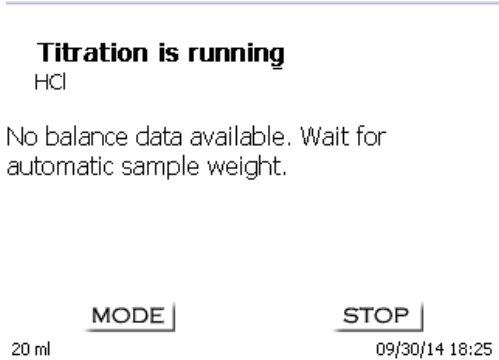 Titration is running
HCl
No balance data available. Wait for
automatic sample weight.
MODE STOP
20 ml 09/30/14 18:25